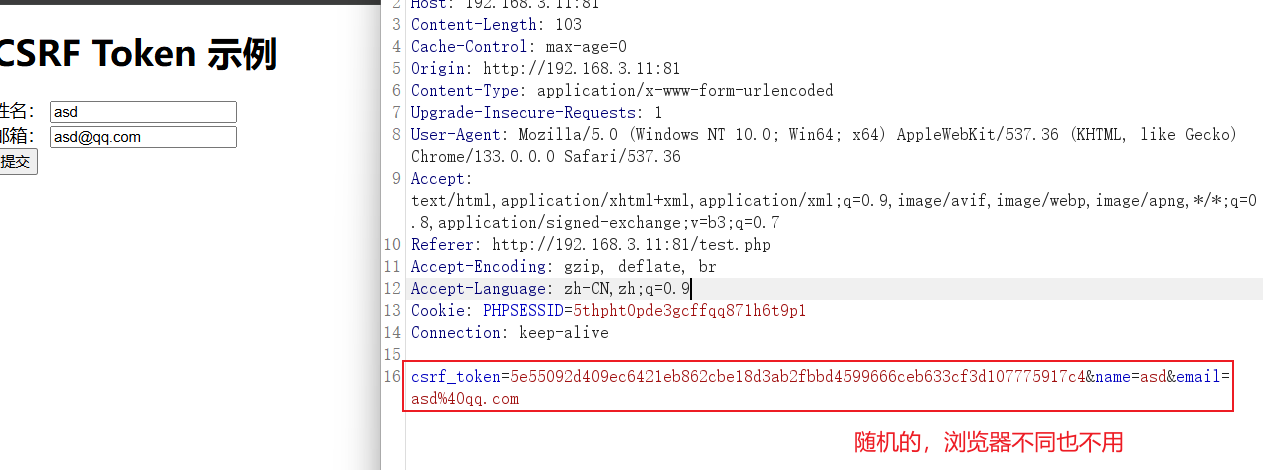 CSRF Token 示例
姓名： asd
邮箱： asd@qq.com
提交
2 Host: 192.168.3.11:81
3 Content-Length: 103
4 Cache-Control: max-age=0
5 Origin: http://192.168.3.11:81
6 Content-Type: application/x-www-form-urlencoded
7 Upgrade-Insecure-Requests: 1
8 User-Agent: Mozilla/5.0 (Windows NT 10.0; Win64; x64) AppleWebKit/537.36 (KHTML, like Gecko)
Chrome/133.0.0.0 Safari/537.36
9 Accept:
text/html,application/xhtml+xml,application/xml;q=0.9,image/avif,image/webp,image/apng,*/*;q=0
.8,application/signed-exchange;v=b3;q=0.7
10 Referer: http://192.168.3.11:81/test.php
11 Accept-Encoding: gzip, deflate, br
12 Accept-Language: zh-CN,zh;q=0.9
13 Cookie: PHPSESSID=5thpht0pde3gcffqq871h6t9p1
14 Connection: keep-alive
15
16 csrf_token=5e55092d409ec6421eb862cbe18d3ab2fbbd4599666ceb633cf3d107775917c4&name=asd&email=
asd%40qq.com
随机的，浏览器不同也不用